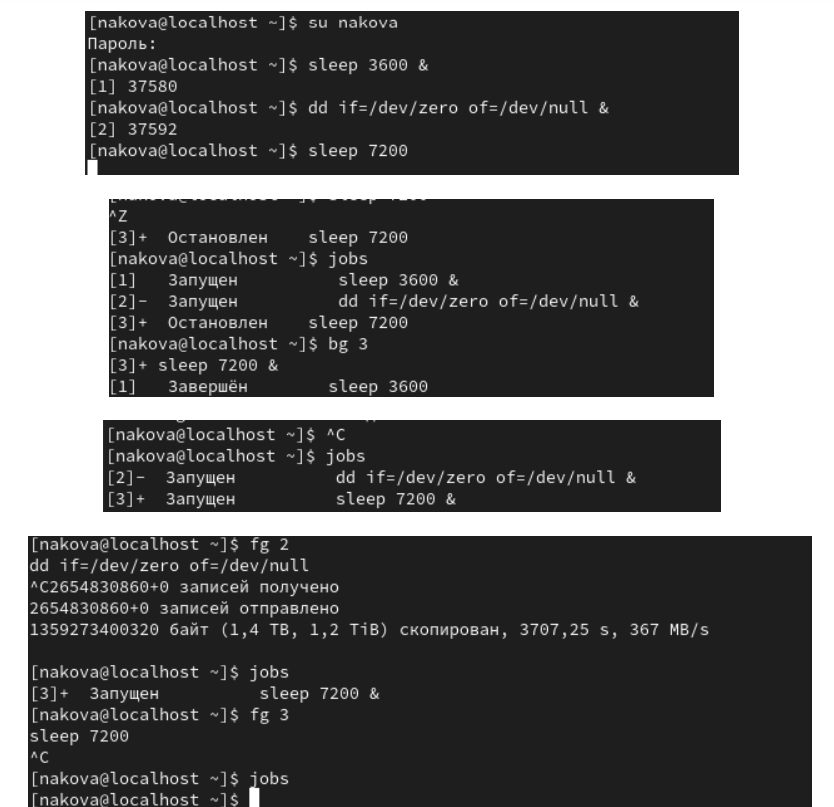 [nakova@localhost ~]$ su nakova
Пароль:
[nakova@localhost ~]$ sleep 3600 &
[1] 37580
[nakova@localhost ~]$ dd if=/dev/zero of=/dev/null &
[2] 37592
[nakova@localhost ~]$ sleep 7200
^Z
[3]+  Остановлен    sleep 7200
[nakova@localhost ~]$ jobs
[1]   Запущен          sleep 3600 &
[2]-  Запущен          dd if=/dev/zero of=/dev/null &
[3]+  Остановлен    sleep 7200
[nakova@localhost ~]$ bg 3
[3]+ sleep 7200 &
[1]   Завершён        sleep 3600
[nakova@localhost ~]$ ^C
[nakova@localhost ~]$ jobs
[2]-  Запущен          dd if=/dev/zero of=/dev/null &
[3]+  Запущен          sleep 7200 &
[nakova@localhost ~]$ fg 2
dd if=/dev/zero of=/dev/null
^C2654830860+0 записей получено
2654830860+0 записей отправлено
1359273400320 байт (1,4 TB, 1,2 TiB) скопирован, 3707,25 s, 367 MB/s
[nakova@localhost ~]$ jobs
[3]+  Запущен          sleep 7200 &
[nakova@localhost ~]$ fg 3
sleep 7200
^C
[nakova@localhost ~]$ jobs
[nakova@localhost ~]$